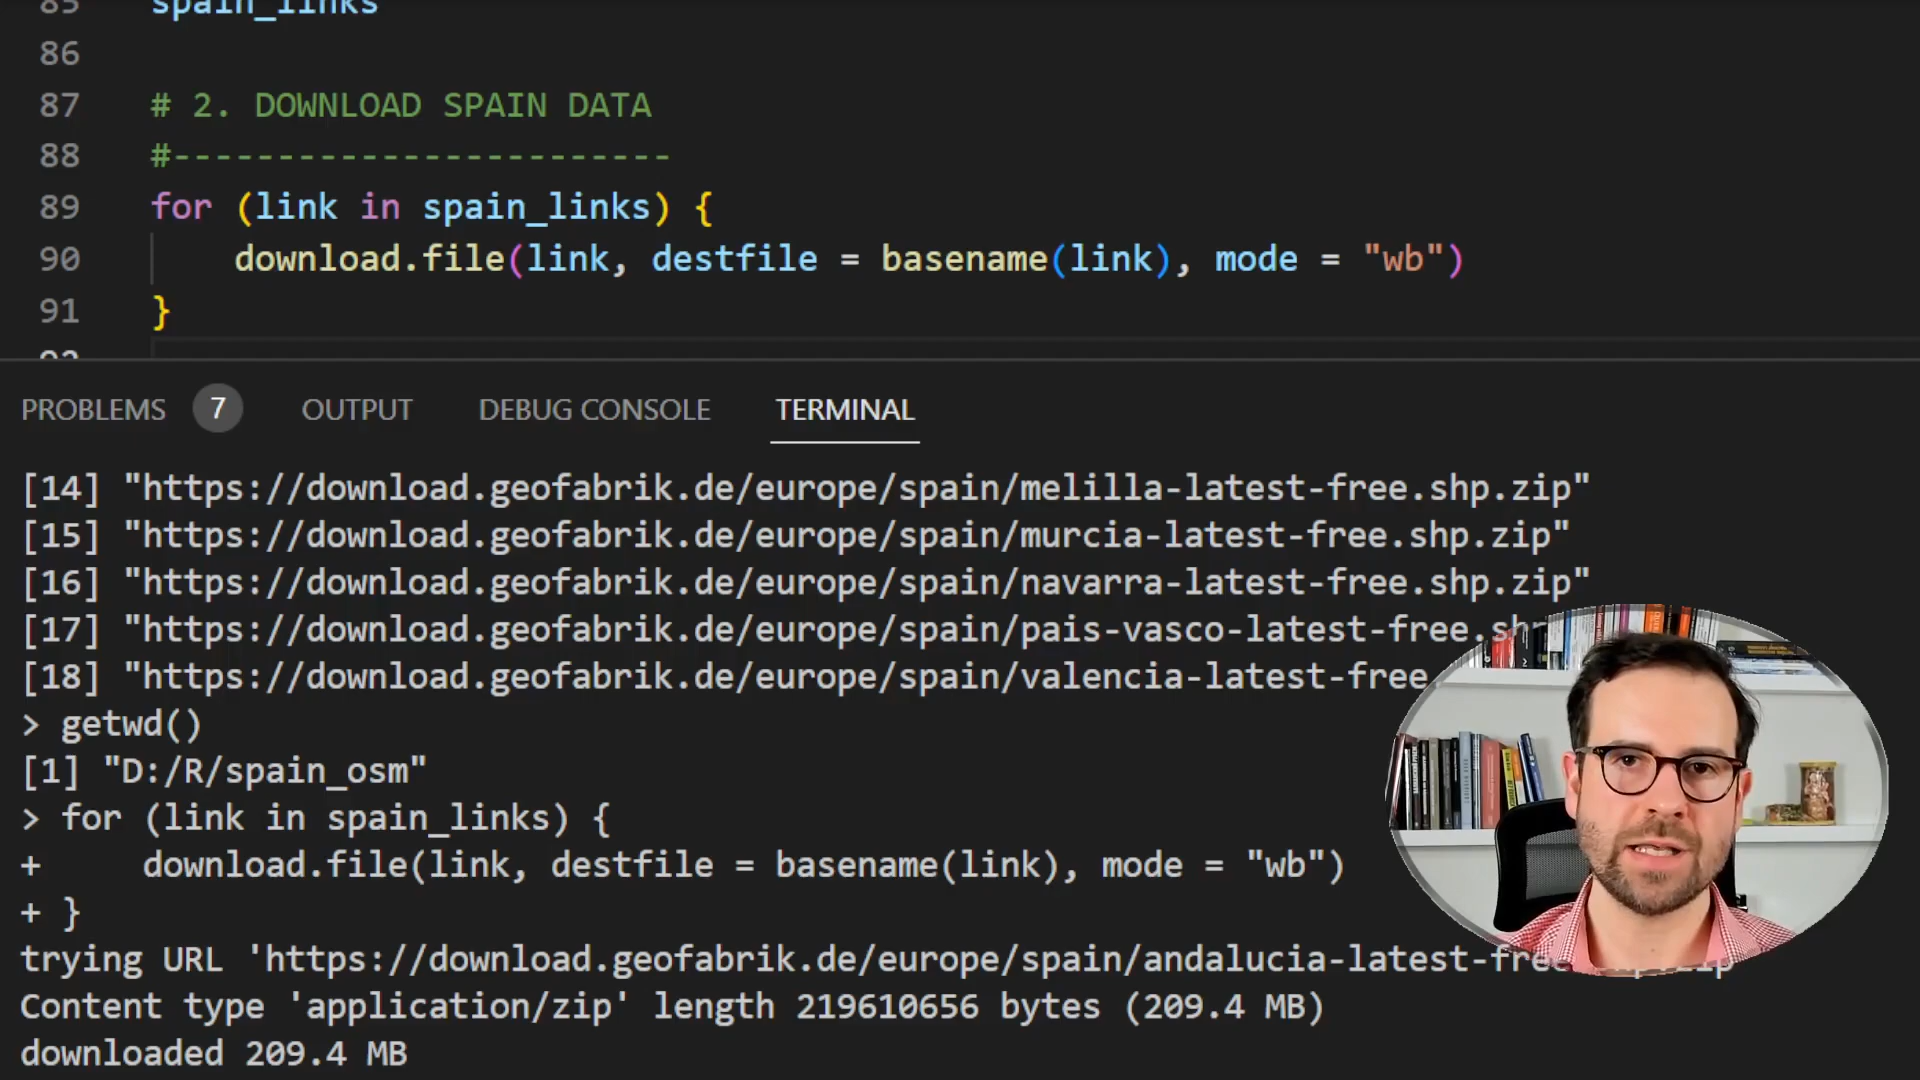 85 spain_links
86
87 # 2. DOWNLOAD SPAIN DATA
88 #------------------------
89 for (link in spain_links) {
90 download.file(link, destfile = basename(link), mode = "wb")
91 }
92
PROBLEMS 7 OUTPUT DEBUG CONSOLE TERMINAL
[14] "https://download.geofabrik.de/europe/spain/melilla-latest-free.shp.zip"
[15] "https://download.geofabrik.de/europe/spain/murcia-latest-free.shp.zip"
[16] "https://download.geofabrik.de/europe/spain/navarra-latest-free.shp.zip"
[17] "https://download.geofabrik.de/europe/spain/pais-vasco-latest-free.sh
[18] "https://download.geofabrik.de/europe/spain/valencia-latest-free.
> getwd()
[1] "D:/R/spain_osm"
> for (link in spain_links) {
+ download.file(link, destfile = basename(link), mode = "wb")
+ }
trying URL 'https://download.geofabrik.de/europe/spain/andalucia-latest-free.shp.zip
Content type 'application/zip' length 219610656 bytes (209.4 MB)
downloaded 209.4 MB